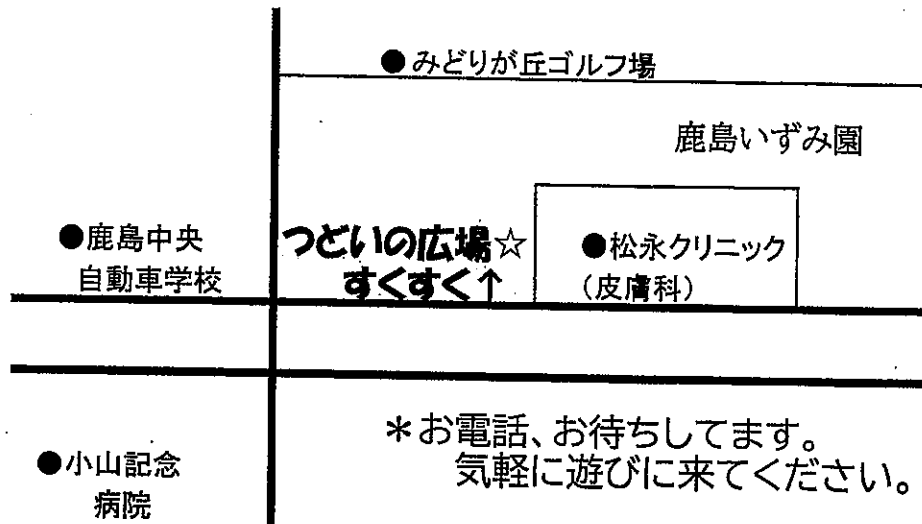 ●みどりが丘ゴルフ場
鹿島いずみ園
●鹿島中央
自動車学校
つどいの広場☆
すくすく↑
●松永クリニック
(皮膚科)
＊お電話、お待ちしてます。
気軽に遊びに来てください。
●小山記念
病院